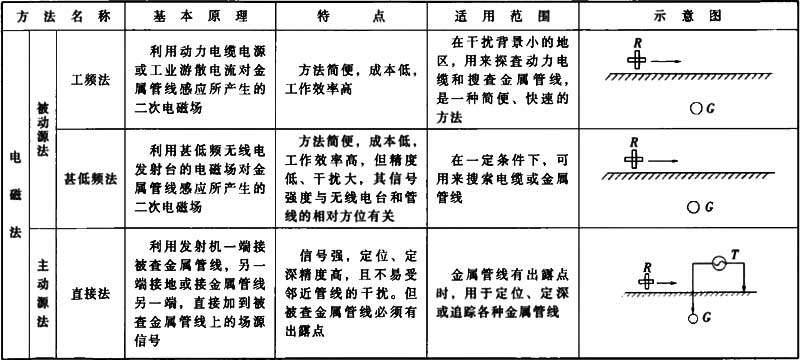 方法名称 基本原理 特点 适用范围 示意图
电磁法
被动源法
工频法
利用动力电缆电源
或工业游散电流对金
属管线感应所产生的
二次电磁场
方法简便，成本低，
工作效率高
在干扰背景小的地
区，用来探查动力电
缆和搜查金属管线，
是一种简便、快速的
方法
R
G
甚低频法
利用甚低频无线电
发射台的电磁场对金
属管线感应所产生的
二次电磁场
方法简便，成本低，
工作效率高，但精度
低、干扰大，其信号
强度与无线电台和管
线的相对方位有关
在一定条件下，可
用来搜索电缆或金属
管线
R
G
主动源法
直接法
利用发射机一端接
被查金属管线，另一
端接地或接金属管线
另一端，直接加到被
查金属管线上的场源
信号
信号强，定位、定
深精度高，且不易受
邻近管线的干扰。但
被查金属管线必须有
出露点
金属管线有出露点
时，用于定位、定深
或追踪各种金属管线
R
T
G